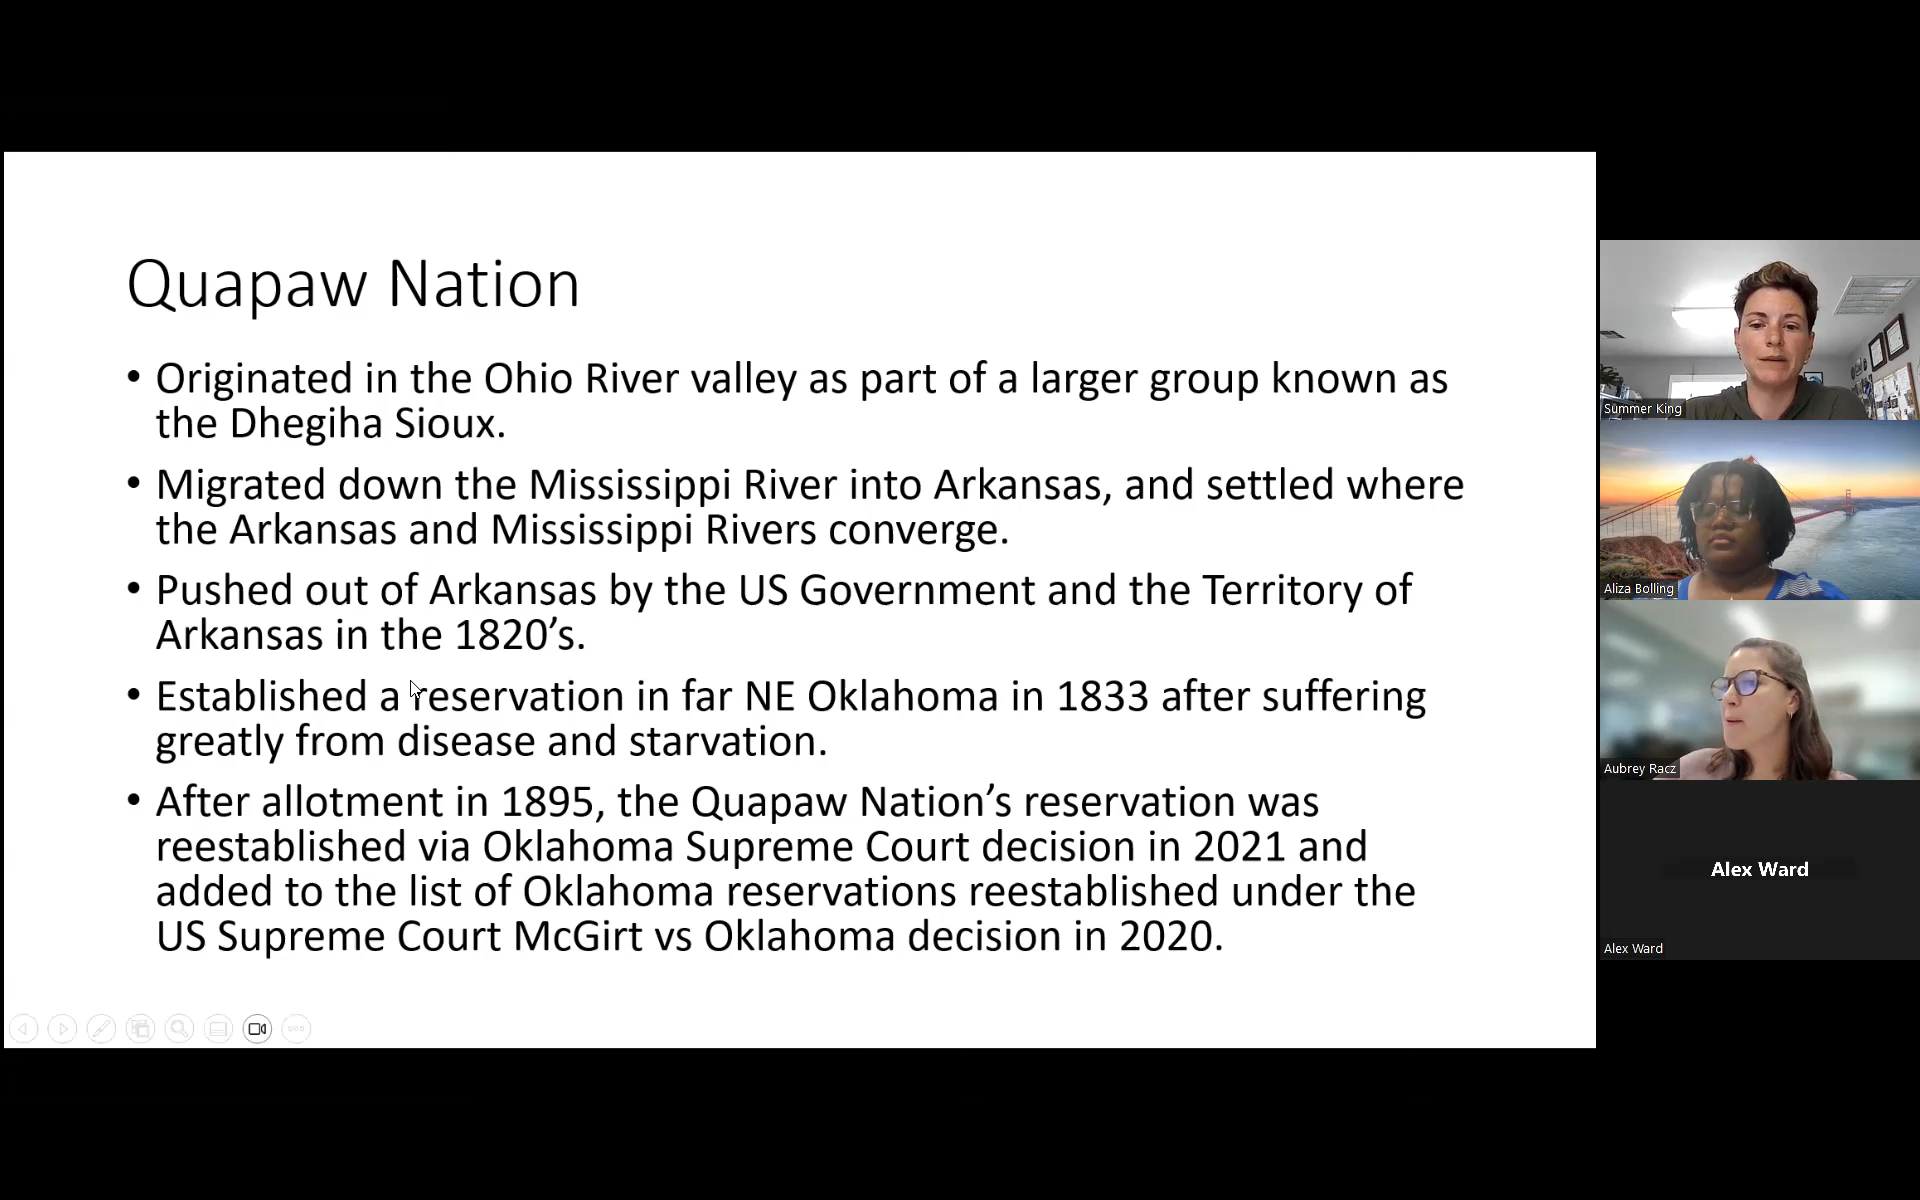 Quapaw Nation
• Originated in the Ohio River valley as part of a larger group known as
the Dhegiha Sioux.
• Migrated down the Mississippi River into Arkansas, and settled where
the Arkansas and Mississippi Rivers converge.
• Pushed out of Arkansas by the US Government and the Territory of
Arkansas in the 1820’s.
• Established a reservation in far NE Oklahoma in 1833 after suffering
greatly from disease and starvation.
• After allotment in 1895, the Quapaw Nation’s reservation was
reestablished via Oklahoma Supreme Court decision in 2021 and
added to the list of Oklahoma reservations reestablished under the
US Supreme Court McGirt vs Oklahoma decision in 2020.
Summer King
Aliza Bolling
Aubrey Racz
Alex Ward
Alex Ward